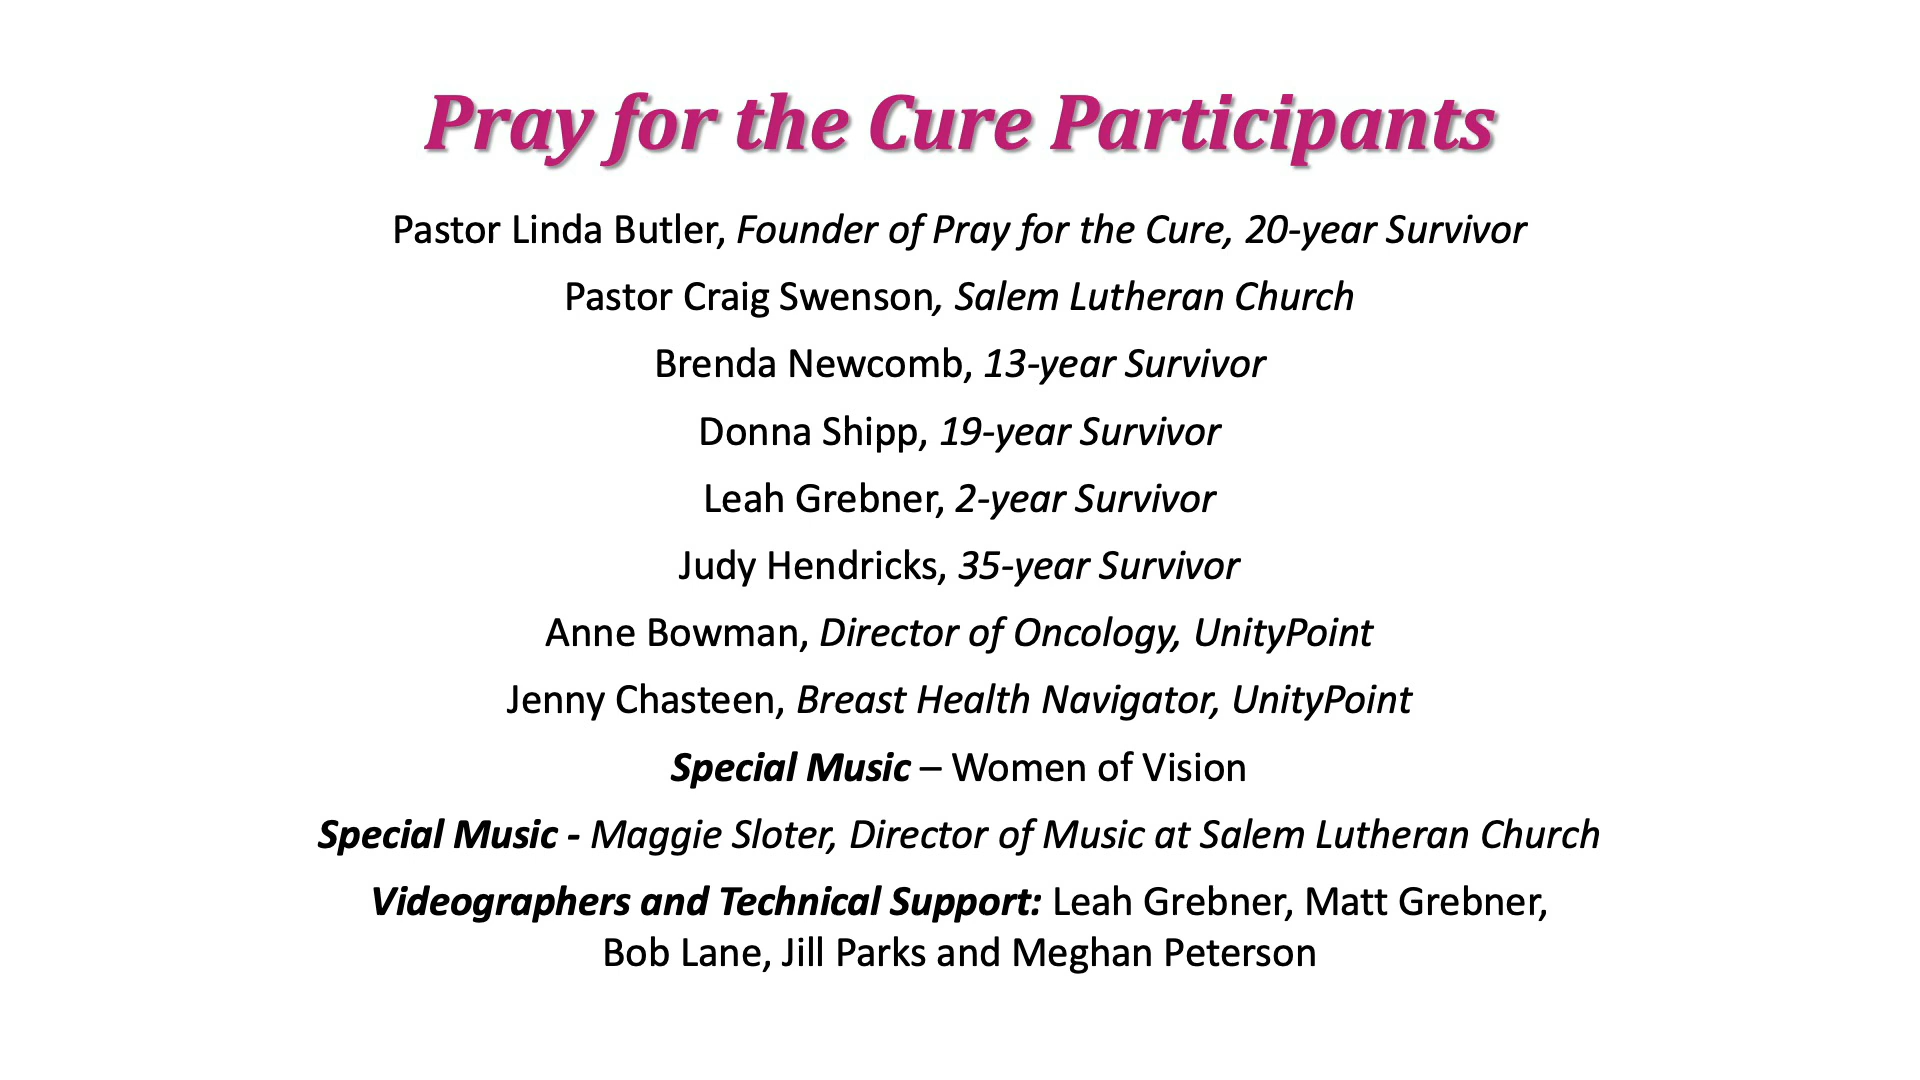 Pray for the Cure Participants
Pastor Linda Butler, Founder of Pray for the Cure, 20-year Survivor
Pastor Craig Swenson, Salem Lutheran Church
Brenda Newcomb, 13-year Survivor
Donna Shipp, 19-year Survivor
Leah Grebner, 2-year Survivor
Judy Hendricks, 35-year Survivor
Anne Bowman, Director of Oncology, UnityPoint
Jenny Chasteen, Breast Health Navigator, UnityPoint
Special Music – Women of Vision
Special Music - Maggie Sloter, Director of Music at Salem Lutheran Church
Videographers and Technical Support: Leah Grebner, Matt Grebner,
Bob Lane, Jill Parks and Meghan Peterson